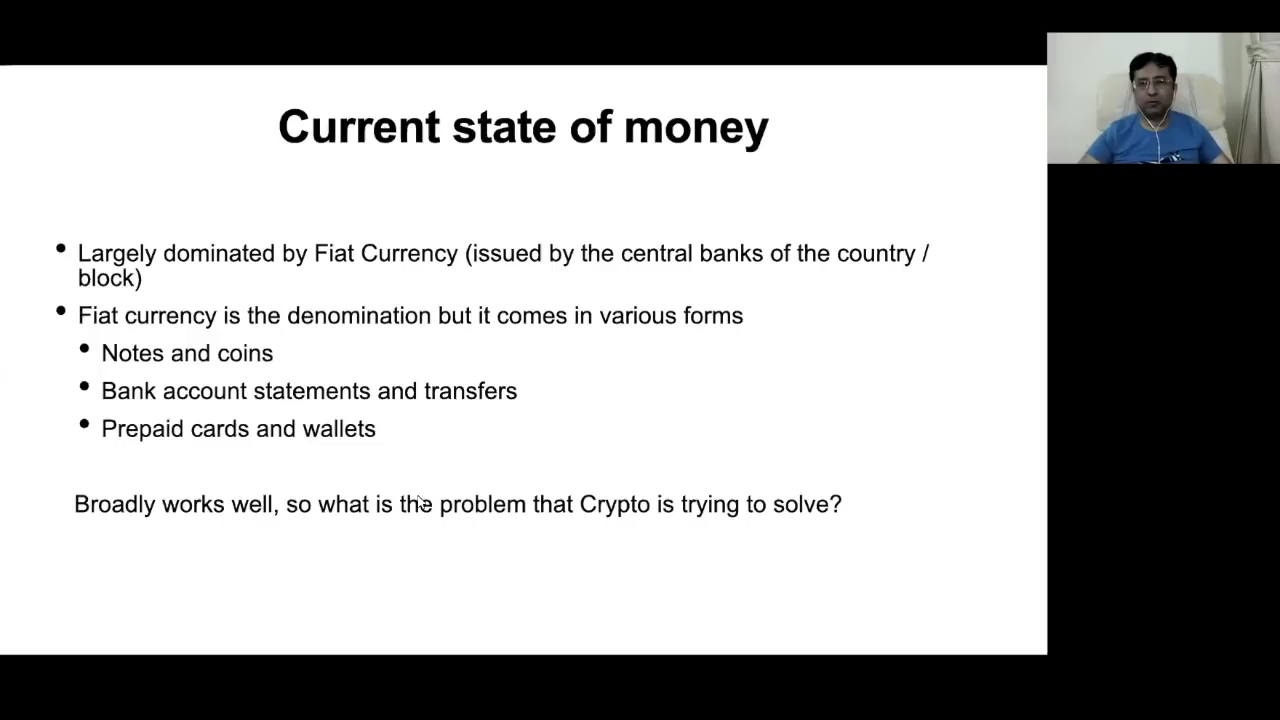 Current state of money
• Largely dominated by Fiat Currency (issued by the central banks of the country /
block)
• Fiat currency is the denomination but it comes in various forms
• Notes and coins
• Bank account statements and transfers
• Prepaid cards and wallets
Broadly works well, so what is the problem that Crypto is trying to solve?